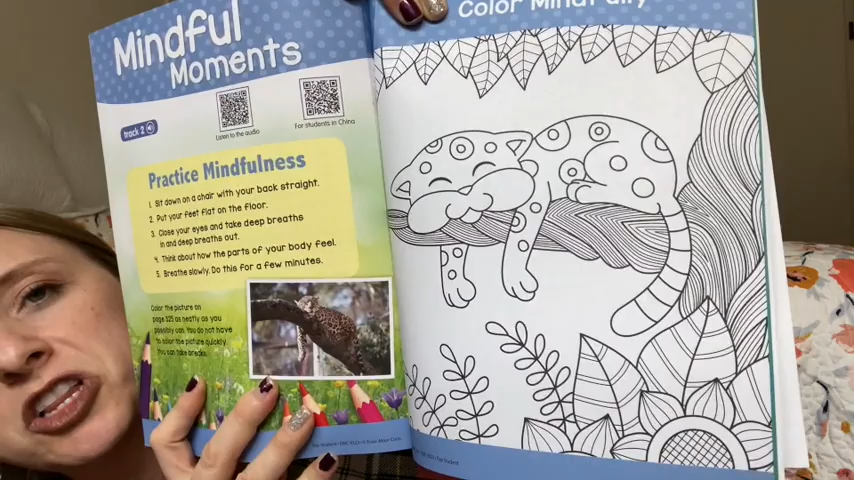 Mindful
Moments
track 2
Listen to the audio
For students in China
Practice Mindfulness
1. Sit down on a chair with your back straight.
2. Put your feet flat on the floor.
3. Close your eyes and take deep breaths
in and deep breaths out.
4. Think about how the parts of your body feel.
5. Breathe slowly. Do this for a few minutes.
Color the picture on
page 325 as neatly as you
possibly can. You do not have
to color the picture quickly.
You can take breaks.
Color Mindfully